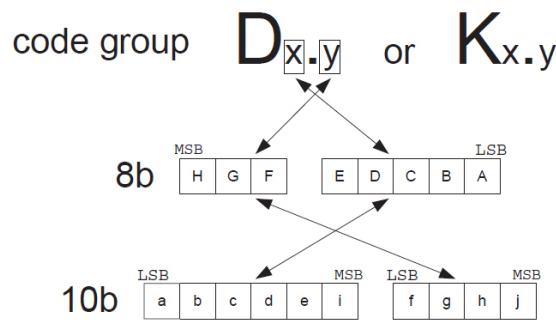 code group Dx.y or Kx.y
MSB LSB
8b H G F E D C B A
LSB MSB LSB MSB
10b a b c d e i f g h j